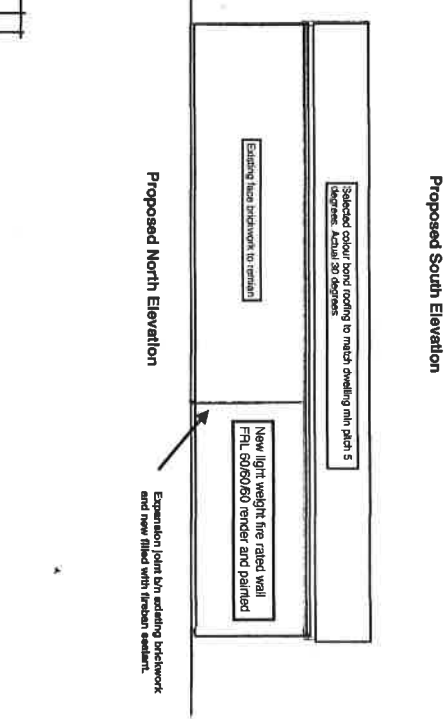 Proposed South Elevation
Selected colour bond roofing to match dwelling min pitch 5
degrees. Actual 30 degrees
Existing face brickwork to remian
New light weight fire rated wall
FRL 60/60/60 render and painted
Proposed North Elevation
Expansion joint b/n existing brickwork
and new filled with fireban sealant.